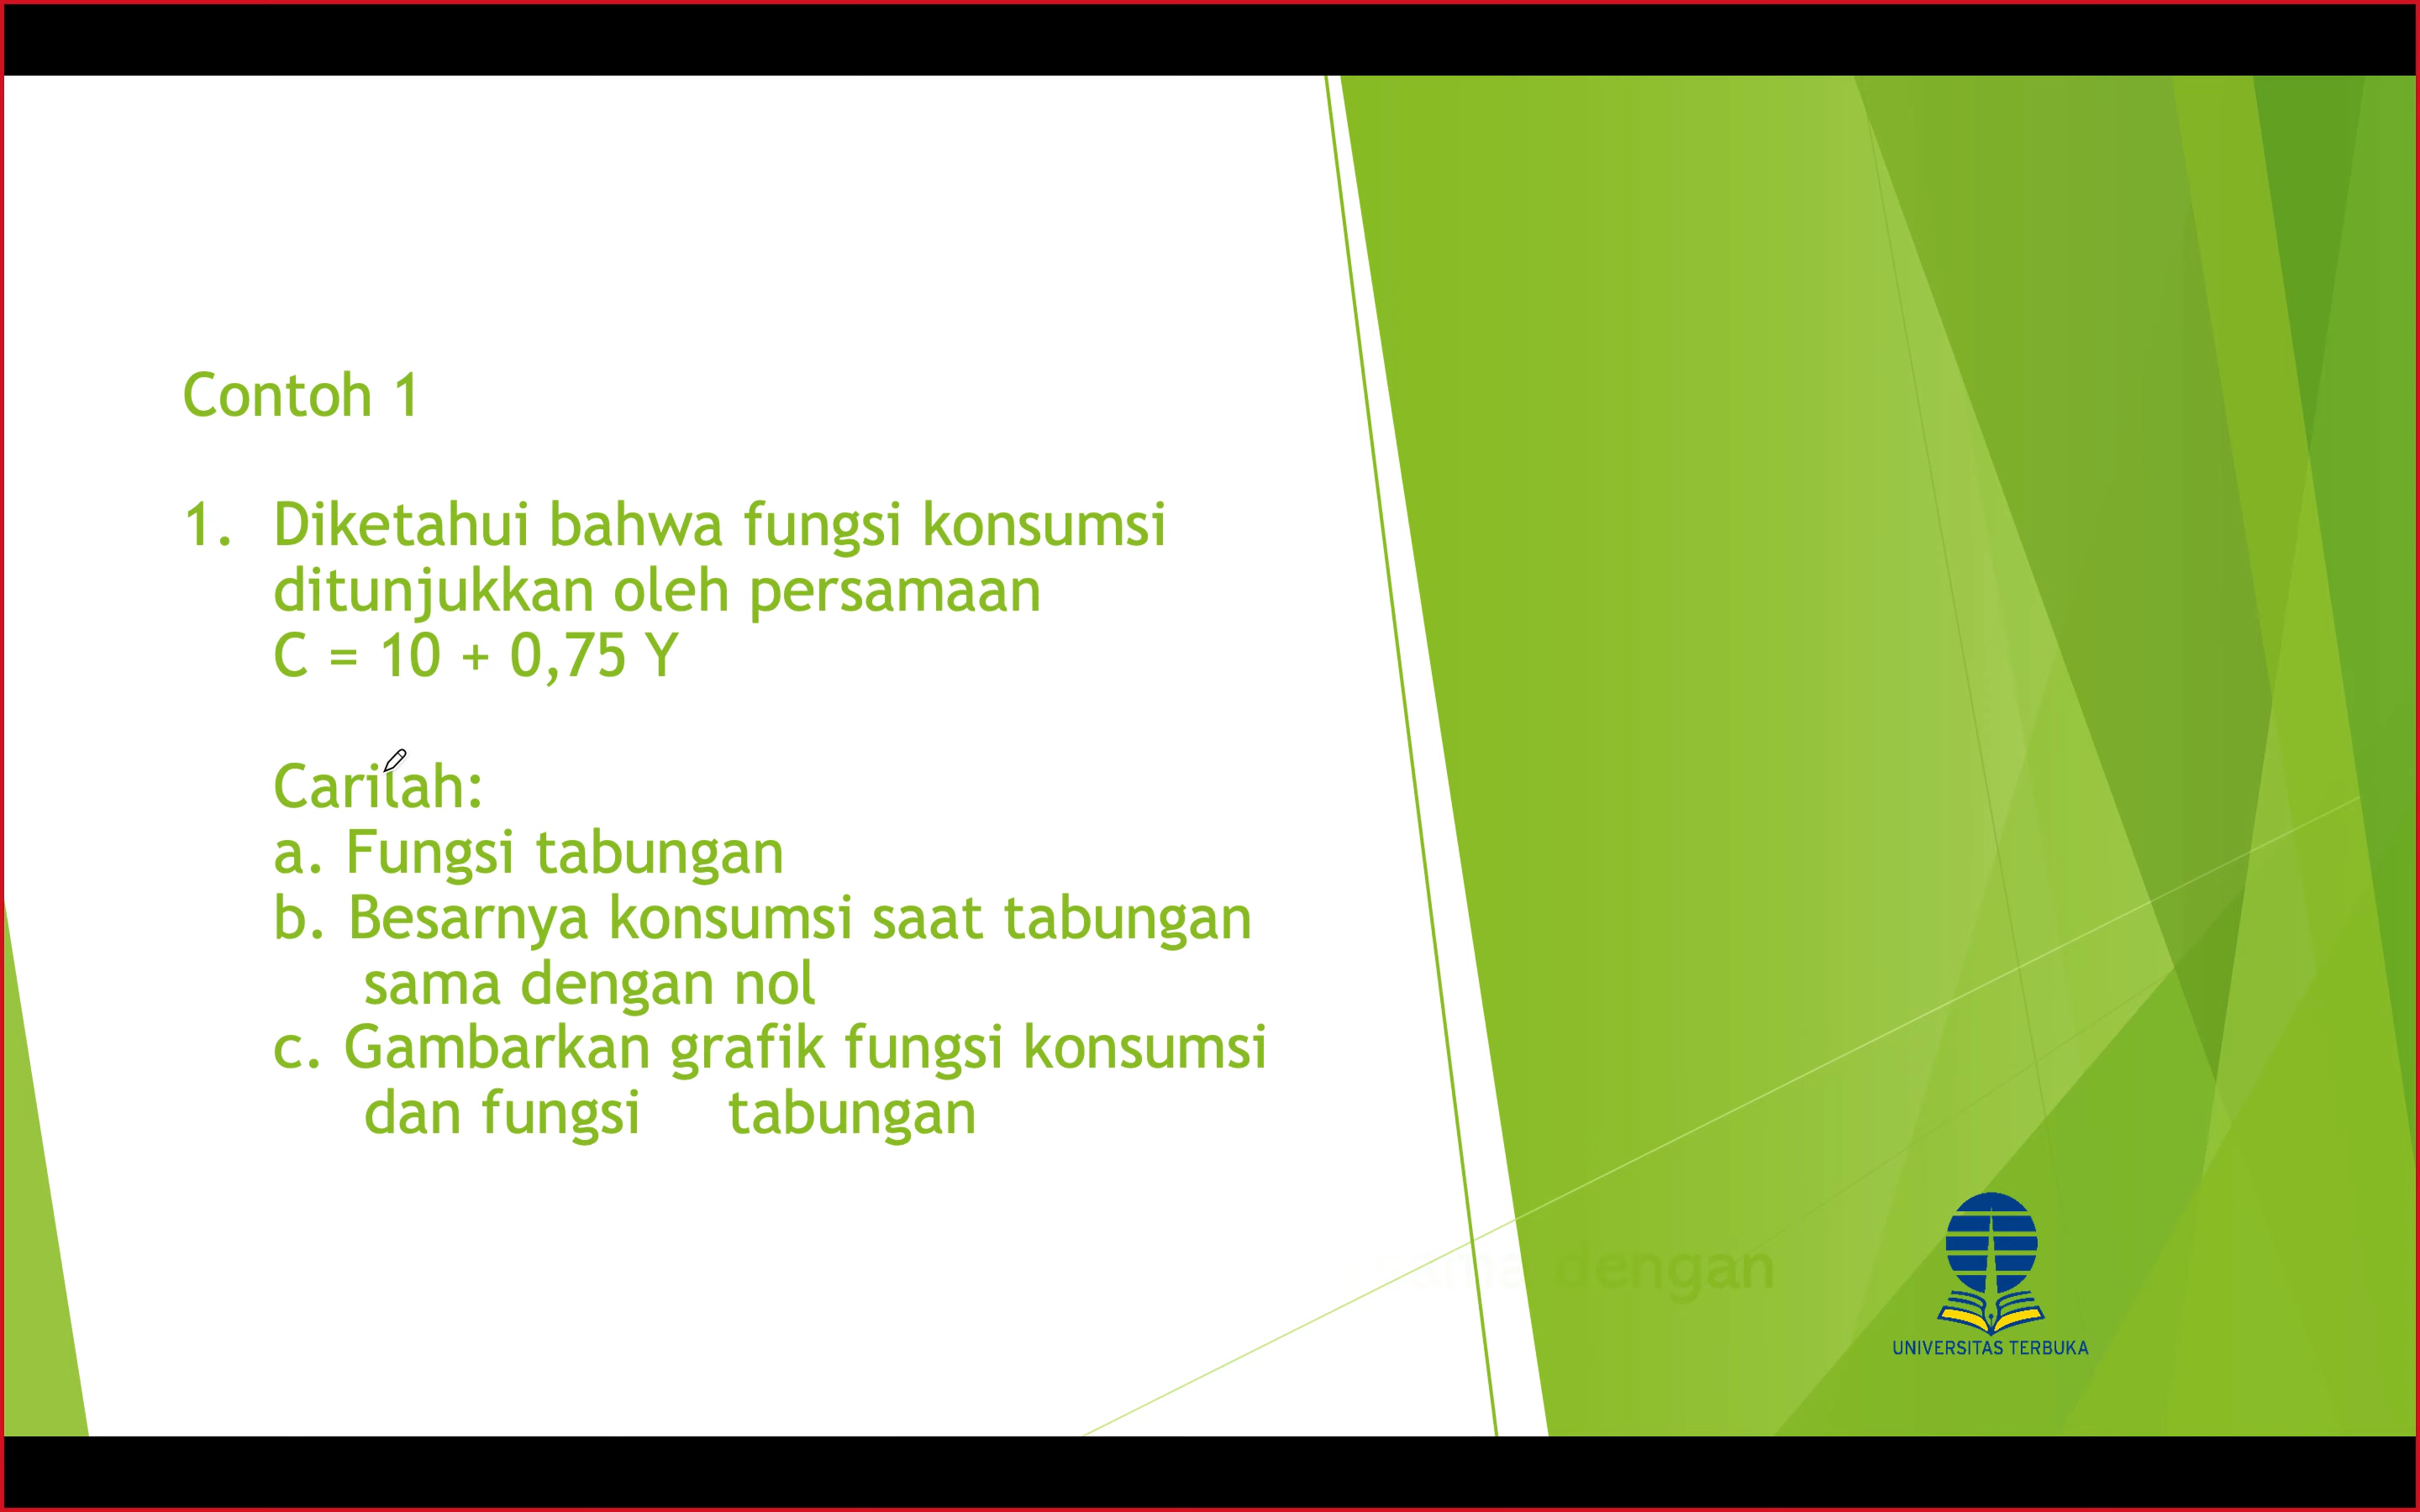 Contoh 1
1. Diketahui bahwa fungsi konsumsi
ditunjukkan oleh persamaan
C = 10 + 0,75 Y
Carilah:
a. Fungsi tabungan
b. Besarnya konsumsi saat tabungan
sama dengan nol
c. Gambarkan grafik fungsi konsumsi
dan fungsi tabungan
dengan
UNIVERSITAS TERBUKA